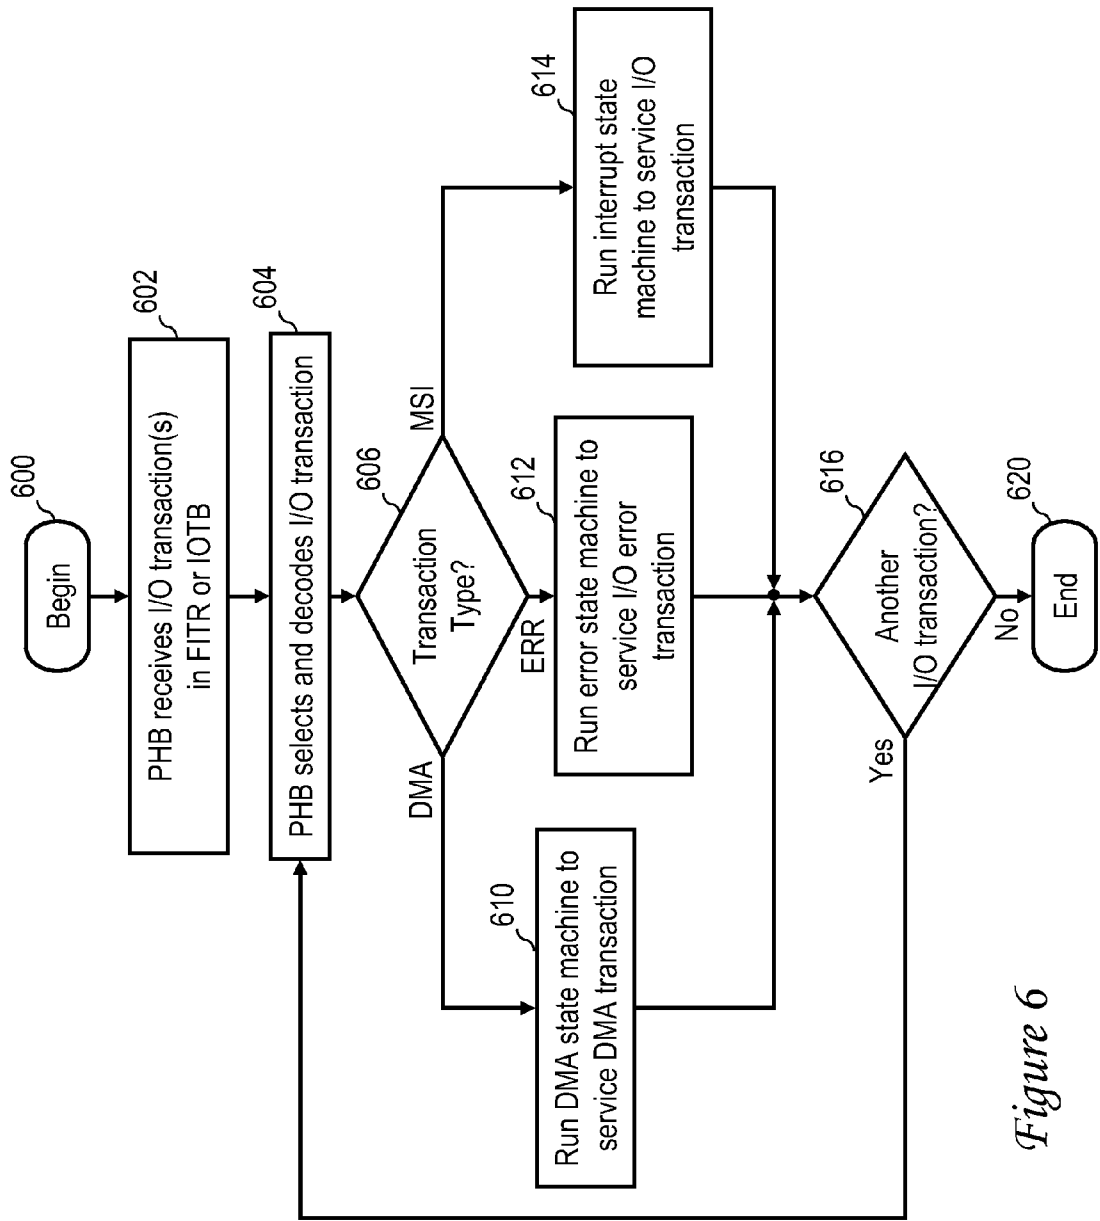 600
Begin
602
PHB receives I/O transaction(s)
in FITR or IOTB
604
PHB selects and decodes I/O transaction
606
Transaction
Type?
DMA
ERR
MSI
610
Run DMA state machine to
service DMA transaction
612
Run error state machine to
service I/O error
transaction
614
Run interrupt state
machine to service I/O
transaction
616
Another
I/O transaction?
Yes
No
620
End
Figure 6